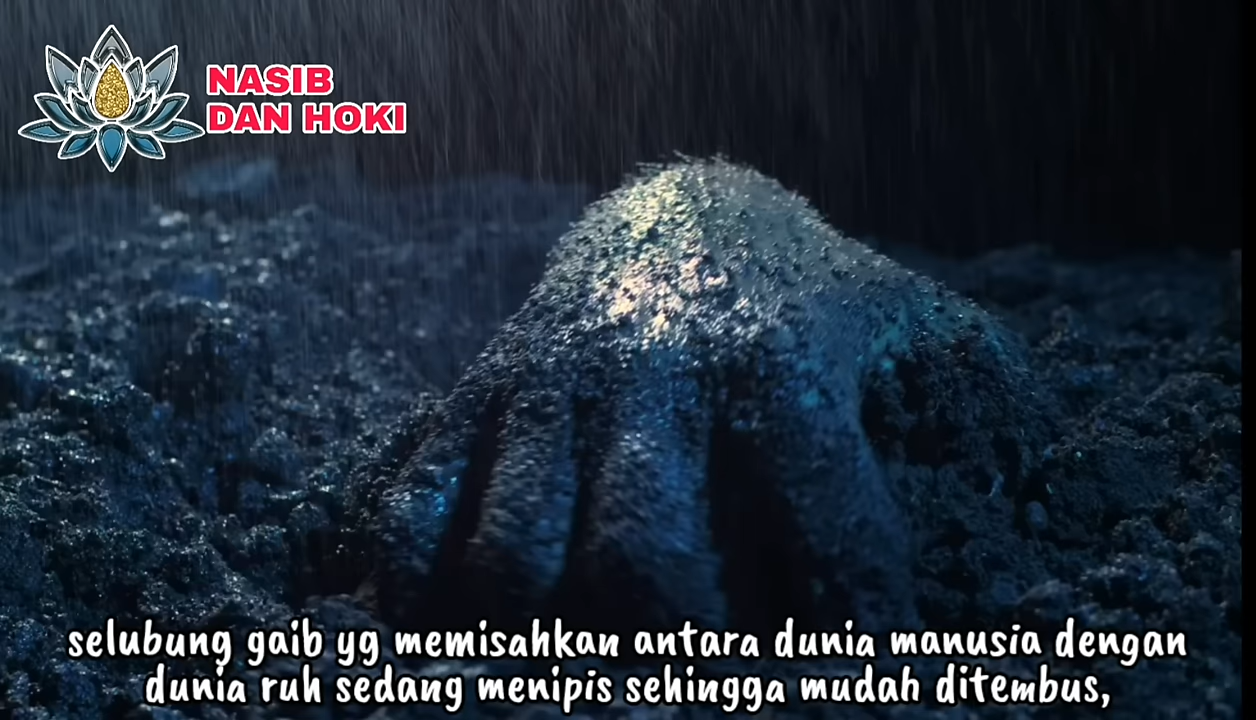 NASIB
DAN HOKI
selubung gaib yg memisahkan antara dunia manusia dengan
dunia ruh sedang menipis sehingga mudah ditembus,